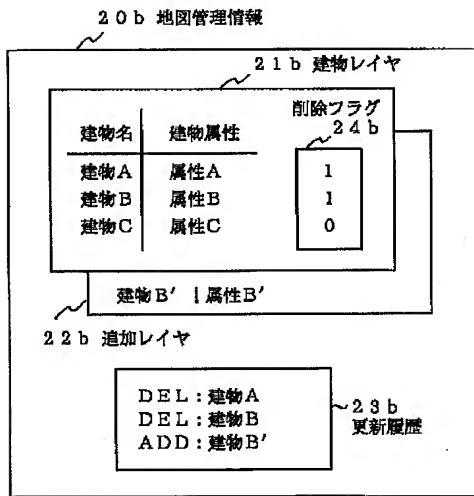 ２０ｂ 地図管理情報
２１ｂ 建物レイヤ
削除フラグ
２４ｂ
建物名 建物属性
建物Ａ 属性Ａ １
建物Ｂ 属性Ｂ １
建物Ｃ 属性Ｃ ０
建物Ｂ′ 属性Ｂ′
２２ｂ 追加レイヤ
ＤＥＬ：建物Ａ
ＤＥＬ：建物Ｂ
ＡＤＤ：建物Ｂ′
２３ｂ
更新履歴